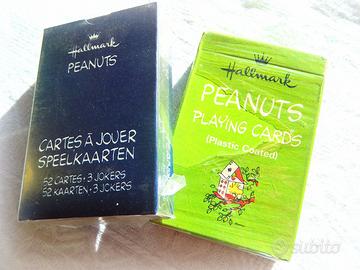 Hallmark
PEANUTS
CARTES À JOUER
SPEELKAARTEN
52 CARTES + 3 JOKERS
52 KAARTEN + 3 JOKERS
Hallmark
PEANUTS
PLAYING CARDS
(Plastic Coated)
subito